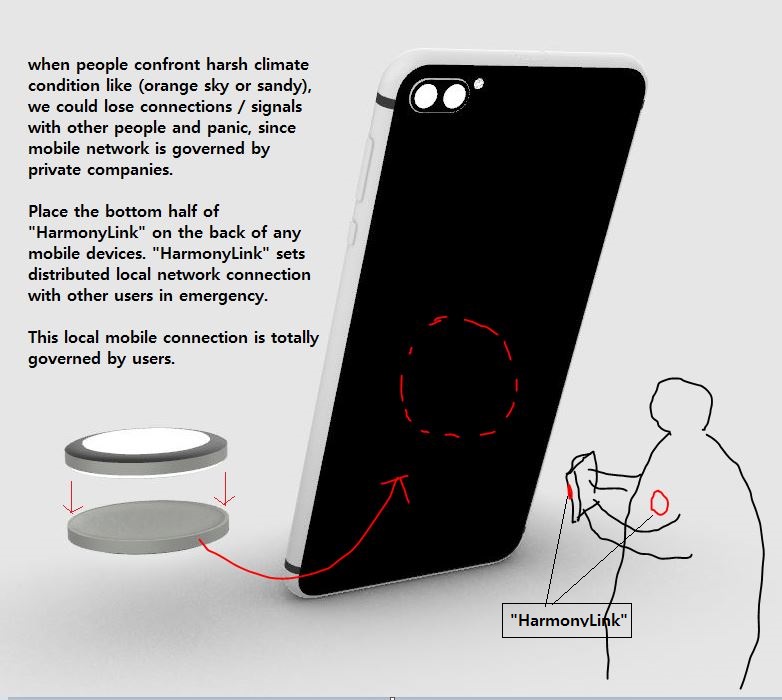 when people confront harsh climate
condition like (orange sky or sandy),
we could lose connections / signals
with other people and panic, since
mobile network is governed by
private companies.
Place the bottom half of
"HarmonyLink" on the back of any
mobile devices. "HarmonyLink" sets
distributed local network connection
with other users in emergency.
This local mobile connection is totally
governed by users.
"HarmonyLink"